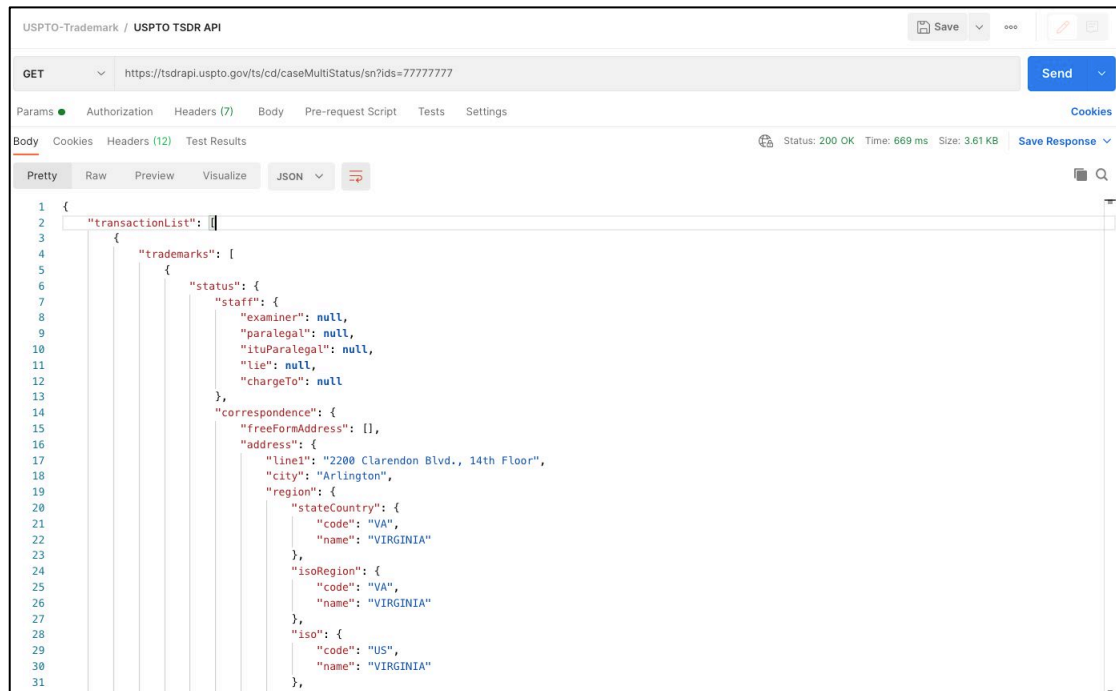 USPTO-Trademark / USPTO TSDR API
Save
GET
https://tsdrapi.uspto.gov/ts/cd/caseMultiStatus/sn?ids=77777777
Send
Params Authorization Headers (7) Body Pre-request Script Tests Settings Cookies
Body Cookies Headers (12) Test Results Status: 200 OK Time: 669 ms Size: 3.61 KB Save Response
Pretty Raw Preview Visualize JSON
1 {
2 "transactionList": [
3 {
4 "trademarks": [
5 {
6 "status": {
7 "staff": {
8 "examiner": null,
9 "paralegal": null,
10 "ituParalegal": null,
11 "lie": null,
12 "chargeTo": null
13 },
14 "correspondence": {
15 "freeFormAddress": [],
16 "address": {
17 "line1": "2200 Clarendon Blvd., 14th Floor",
18 "city": "Arlington",
19 "region": {
20 "stateCountry": {
21 "code": "VA",
22 "name": "VIRGINIA"
23 },
24 "isoRegion": {
25 "code": "VA",
26 "name": "VIRGINIA"
27 },
28 "iso": {
29 "code": "US",
30 "name": "VIRGINIA"
31 },